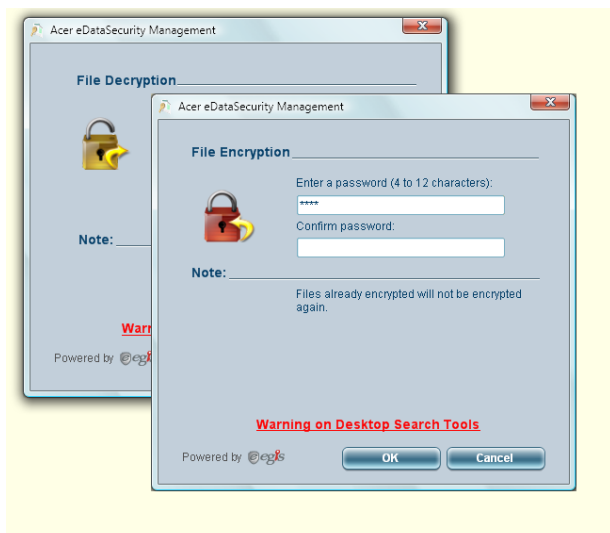 Acer eDataSecurity Management
File Decryption
Note:
Powered by egis
Acer eDataSecurity Management
File Encryption
Enter a password (4 to 12 characters):
****
Confirm password:
Note:
Files already encrypted will not be encrypted
again.
Warning on Desktop Search Tools
Powered by egis
OK
Cancel